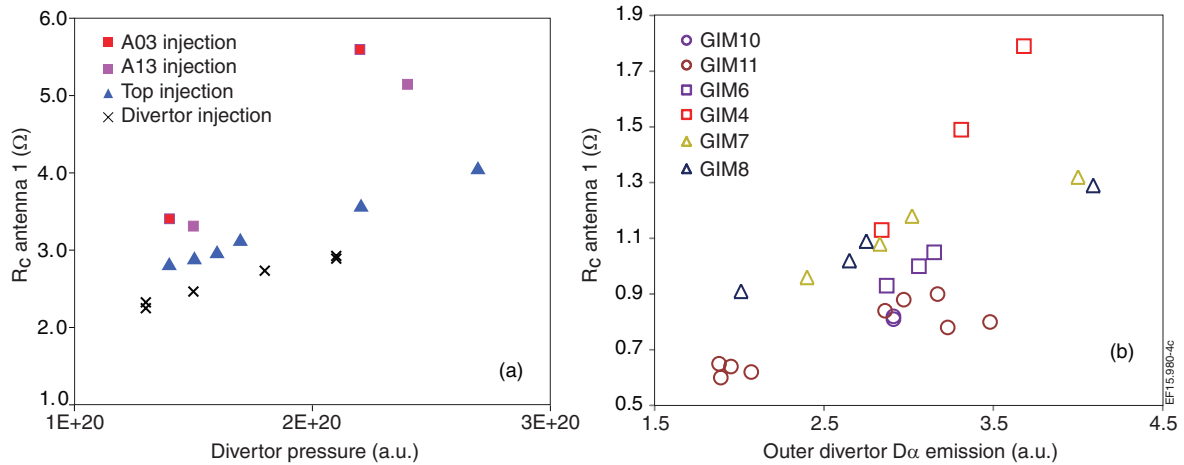 6.0
5.0
4.0
3.0
2.0
1.0
RC antenna 1 (Ω)
A03 injection
A13 injection
Top injection
Divertor injection
(a)
1E+20
2E+20
3E+20
Divertor pressure (a.u.)
1.9
1.7
1.5
1.3
1.1
0.9
0.7
0.5
RC antenna 1 (Ω)
GIM10
GIM11
GIM6
GIM4
GIM7
GIM8
(b)
EF15.980-4c
1.5
2.5
3.5
4.5
Outer divertor Dα emission (a.u.)